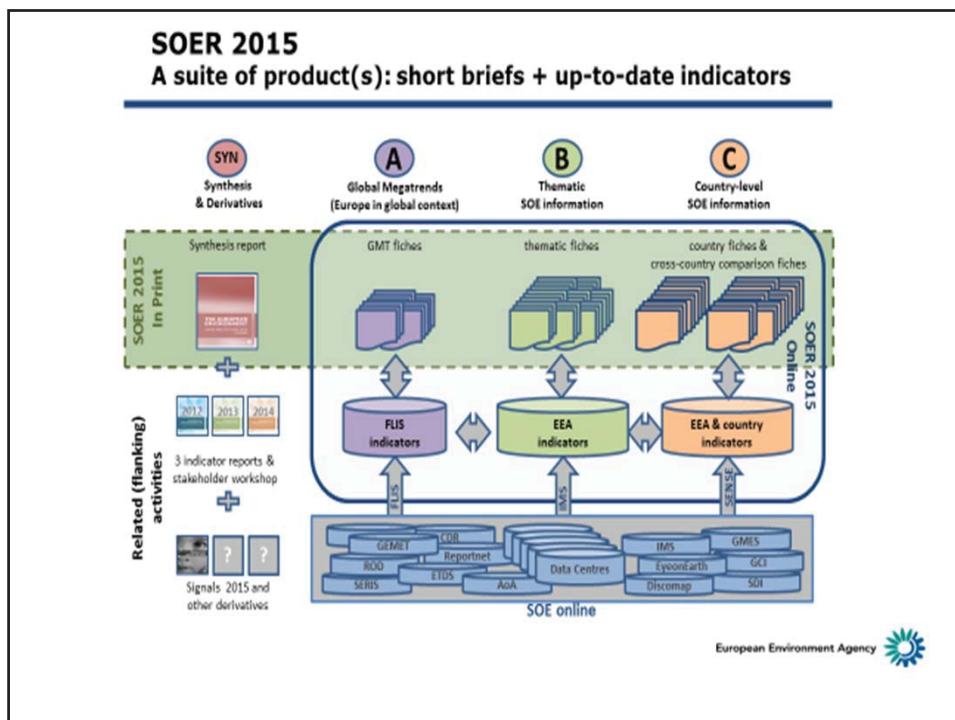 SOER 2015
A suite of product(s): short briefs + up-to-date indicators
SYN
Synthesis
& Derivatives
A
Global Megatrends
(Europe in global context)
B
Thematic
SOE information
C
Country-level
SOE information
SOER 2015
In Print
Synthesis report
THE EUROPEAN
ENVIRONMENT
GMT fiches
thematic fiches
country fiches &
cross-country comparison fiches
SOER 2015
Online
Related (flanking)
activities
2012
2013
2014
3 indicator reports &
stakeholder workshop
FLIS
indicators
EEA
indicators
EEA & country
indicators
FLIS
IMS
SENSE
?
?
Signals 2015 and
other derivatives
CDR
GEMET
Reportnet
ROD
ETDS
SERIS
AoA
Data Centres
IMS
GMES
EyeonEarth
GCI
Discomap
SDI
SOE online
European Environment Agency